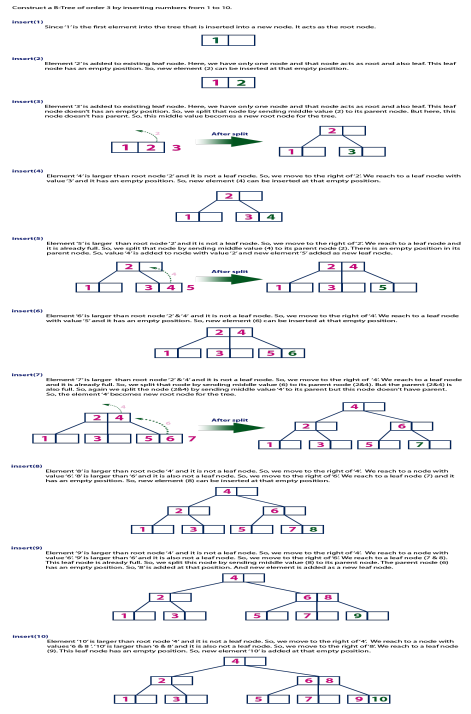 Construct a B-Tree of order 3 by inserting numbers from 1 to 10.
insert(1)
Since '1' is the first element into the tree that is inserted into a new node. It acts as the root node.
1
insert(2)
Element '2' is added to existing leaf node. Here, we have only one node and that node acts as root and also leaf. This leaf
node has an empty position. So, new element (2) can be inserted at that empty position.
1 2
insert(3)
Element '3' is added to existing leaf node. Here, we have only one node and that node acts as root and also leaf. This leaf
node doesn't has an empty position. So, we split that node by sending middle value (2) to its parent node. But here, this
node doesn't has parent. So, this middle value becomes a new root node for the tree.
2
2
After split
1 2 3
1 3
insert(4)
Element '4' is larger than root node '2' and it is not a leaf node. So, we move to the right of '2'. We reach to a leaf node
with value '3' and it has an empty position. So, new element (4) can be inserted at that empty position.
2
1 3 4
insert(5)
Element '5' is larger than root node '2' and it is not a leaf node. So, we move to the right of '2'. We reach to a leaf node and
it is already full. So, we split that node by sending middle value (4) to its parent node (2). There is an empty position in its
parent node. So, value '4' is added to node with value '2' and new element '5' added as new leaf node.
2
2 4
4
After split
1 3 4 5
1 3 5
insert(6)
Element '6' is larger than root node '2' & '4' and it is not a leaf node. So, we move to the right of '4'. We reach to a leaf node
with value '5' and it has an empty position. So, new element (6) can be inserted at that empty position.
2 4
1 3 5 6
insert(7)
Element '7' is larger than root node '2' & '4' and it is not a leaf node. So, we move to the right of '4'. We reach to a leaf node
and it is already full. So, we split that node by sending middle value (6) to its parent node (2&4). But the parent (2&4) is
also full. So, again we split the node (2&4) by sending middle value '4' to its parent but this node doesn't have parent.
So, the element '4' becomes new root node for the tree.
4
4
2 4
6
After split
2 6
1 3 5 6 7
1 3 5 7
insert(8)
Element '8' is larger than root node '4' and it is not a leaf node. So, we move to the right of '4'. We reach to a node with
value '6'. '8' is larger than '6' and it is also not a leaf node. So, we move to the right of '6'. We reach to a leaf node (7) and it
has an empty position. So, new element (8) can be inserted at that empty position.
4
2 6
1 3 5 7 8
insert(9)
Element '9' is larger than root node '4' and it is not a leaf node. So, we move to the right of '4'. We reach to a node with
value '6'. '9' is larger than '6' and it is also not a leaf node. So, we move to the right of '6'. We reach to a leaf node (7 & 8).
This leaf node is already full. So, we split this node by sending middle value (8) to its parent node. The parent node (6)
has an empty position. So, '8' is added at that position. And new element is added as a new leaf node.
4
2 6 8
1 3 5 7 9
insert(10)
Element '10' is larger than root node '4' and it is not a leaf node. So, we move to the right of '4'. We reach to a node with
values '6 & 8'. '10' is larger than '6 & 8' and it is also not a leaf node. So, we move to the right of '8'. We reach to a leaf node
(9). This leaf node has an empty position. So, new element '10' is added at that empty position.
4
2 6 8
1 3 5 7 9 10